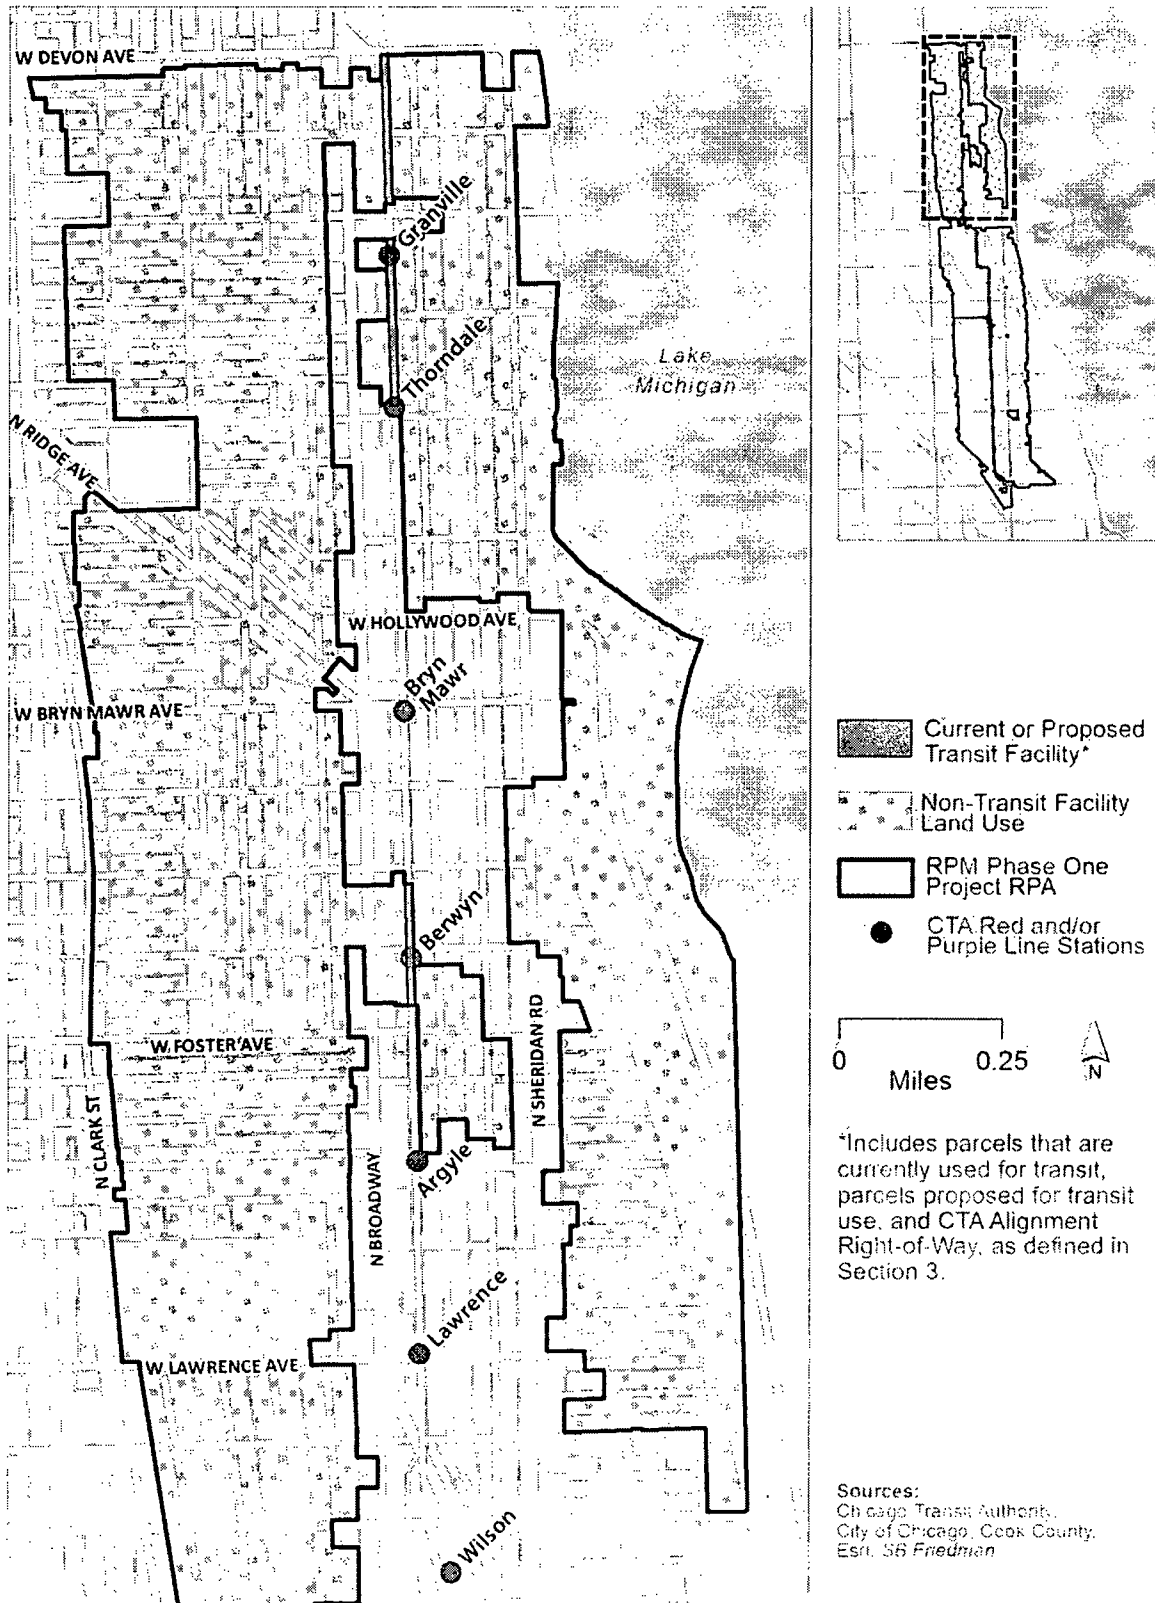 W DEVON AVE
Granville
Thorndale
Lake
Michigan
N RIDGE AVE
W HOLLYWOOD AVE
Bryn
Mawr
W BRYN MAWR AVE
Berwyn
N SHERIDAN RD
W FOSTER AVE
N CLARK ST
Argyle
N BROADWAY
Lawrence
W LAWRENCE AVE
Wilson
Current or Proposed
Transit Facility*
Non-Transit Facility
Land Use
RPM Phase One
Project RPA
CTA Red and/or
Purple Line Stations
0 0.25
Miles
N
*Includes parcels that are
currently used for transit,
parcels proposed for transit
use, and CTA Alignment
Right-of-Way, as defined in
Section 3.
Sources:
Chicago Transit Authority,
City of Chicago, Cook County,
Esri, SB Friedman